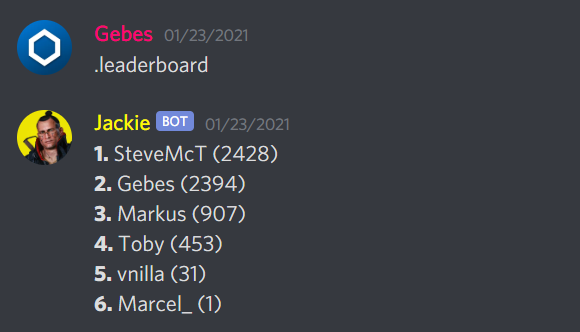 Gebes 01/23/2021
.leaderboard
Jackie BOT 01/23/2021
1. SteveMcT (2428)
2. Gebes (2394)
3. Markus (907)
4. Toby (453)
5. vnilla (31)
6. Marcel_ (1)